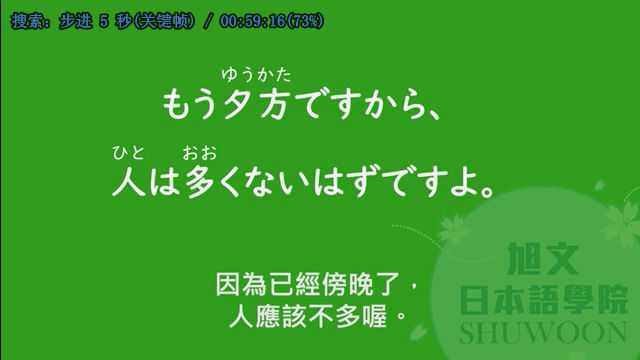 搜索: 步进 5 秒(关键帧) / 00:59:16(73%)
ゆうかた
もう夕方ですから、
ひと おお
人は多くないはずですよ。
因為已經傍晚了，
人應該不多喔。
旭文
日本語學院
SHUWOON